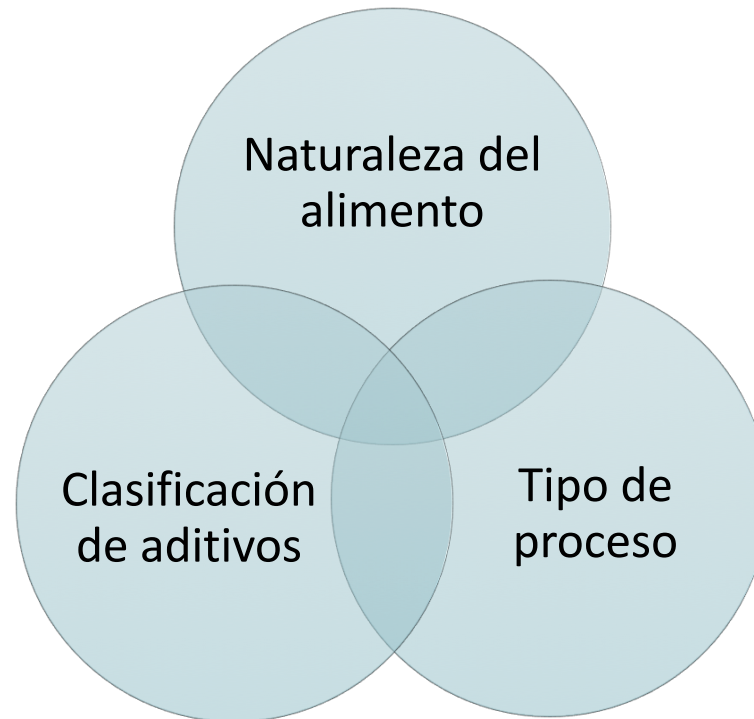 Naturaleza del
alimento
Clasificación
de aditivos
Tipo de
proceso